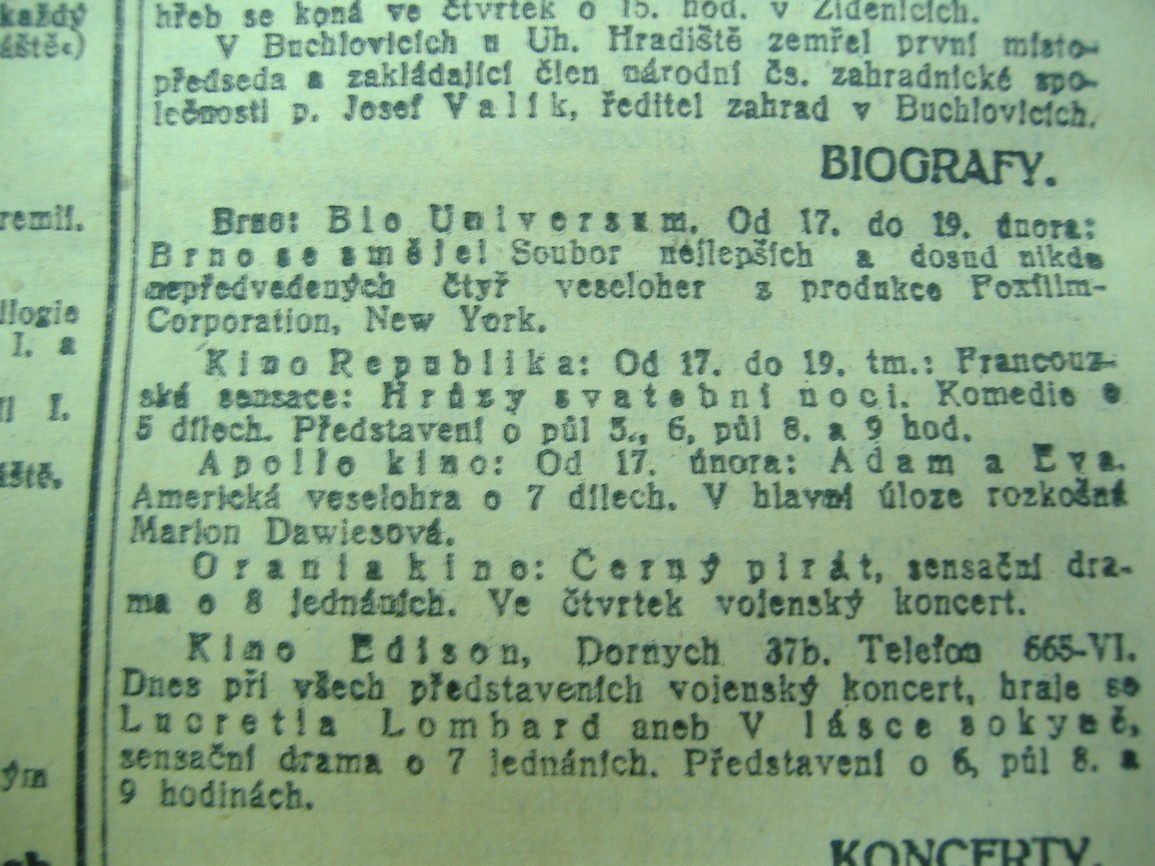 každý
áště«)
remil.
llogie
I. a
I.
iště.
ým
hřeb se koná ve čtvrtek o 15. hod. v Židenicích.
V Buchlovicích u Uh. Hradiště zemřel první místo-
předseda a zakládající člen národní čs. zahradnické spo-
lečnosti p. Josef Valík, ředitel zahrad v Buchlovicích.
BIOGRAFY.
Brno: Bio Universum. Od 17. do 19. února:
Brno se směje! Soubor nejlepších a dosud nikde
nepředvedených čtyř veseloher z produkce Foxfilm-
Corporation, New York.
Kino Republika: Od 17. do 19. tm.: Francouz-
ská sensace: Hrůzy svatební noci. Komedie o
5 dílech. Představení o půl 5., 6, půl 8. a 9 hod.
Apollo kino: Od 17. února: Adam a Eva.
Americká veselohra o 7 dílech. V hlavní úloze rozkošná
Marion Dawiesová.
Orania kino: Černý pirát, sensační dra-
ma o 8 jednáních. Ve čtvrtek vojenský koncert.
Kino Edison, Dornych 37b. Telefon 665-VI.
Dnes při všech představeních vojenský koncert, hraje se
Lucretia Lombard aneb V lásce sokyně,
sensační drama o 7 jednáních. Představení o 6, půl 8. a
9 hodinách.
KONCERTY.